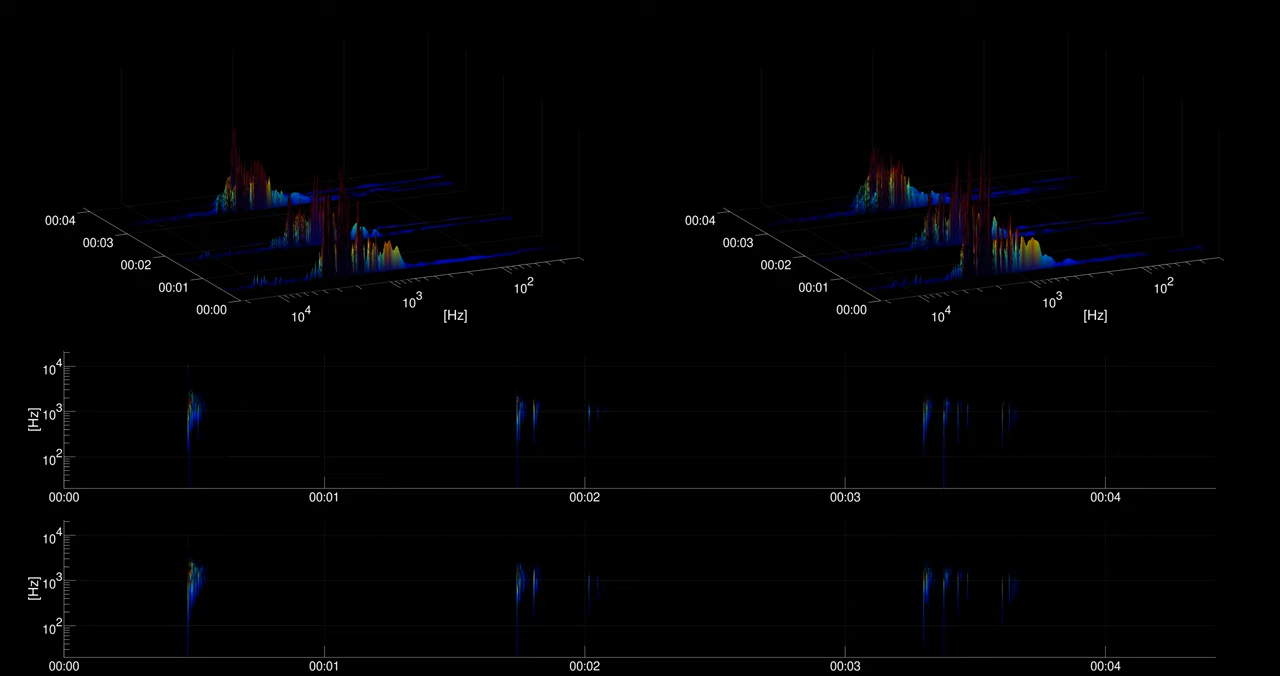 00:04 00:04
00:03 00:03
00:02 00:02
00:01 00:01
00:00 10^4 10^3 10^2 00:00 10^4 10^3 10^2
[Hz] [Hz]
10^4
10^3
10^2
[Hz]
00:00 00:01 00:02 00:03 00:04
10^4
10^3
10^2
[Hz]
00:00 00:01 00:02 00:03 00:04